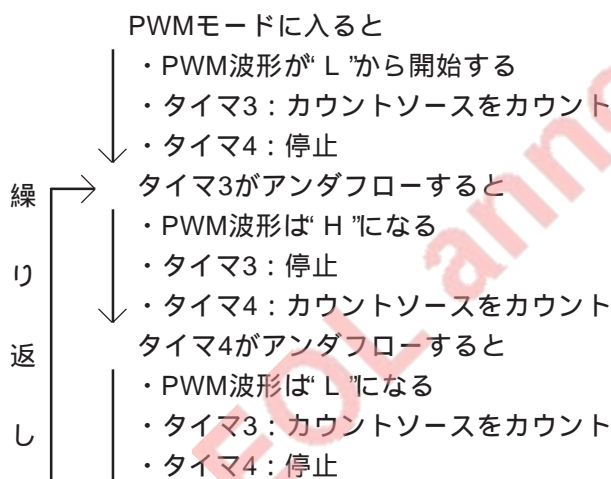 PWMモードに入ると
・PWM波形が“L”から開始する
・タイマ3：カウントソースをカウント
・タイマ4：停止
タイマ3がアンダフローすると
・PWM波形は“H”になる
・タイマ3：停止
・タイマ4：カウントソースをカウント
タイマ4がアンダフローすると
・PWM波形は“L”になる
・タイマ3：カウントソースをカウント
・タイマ4：停止
繰り返し
EOL anno